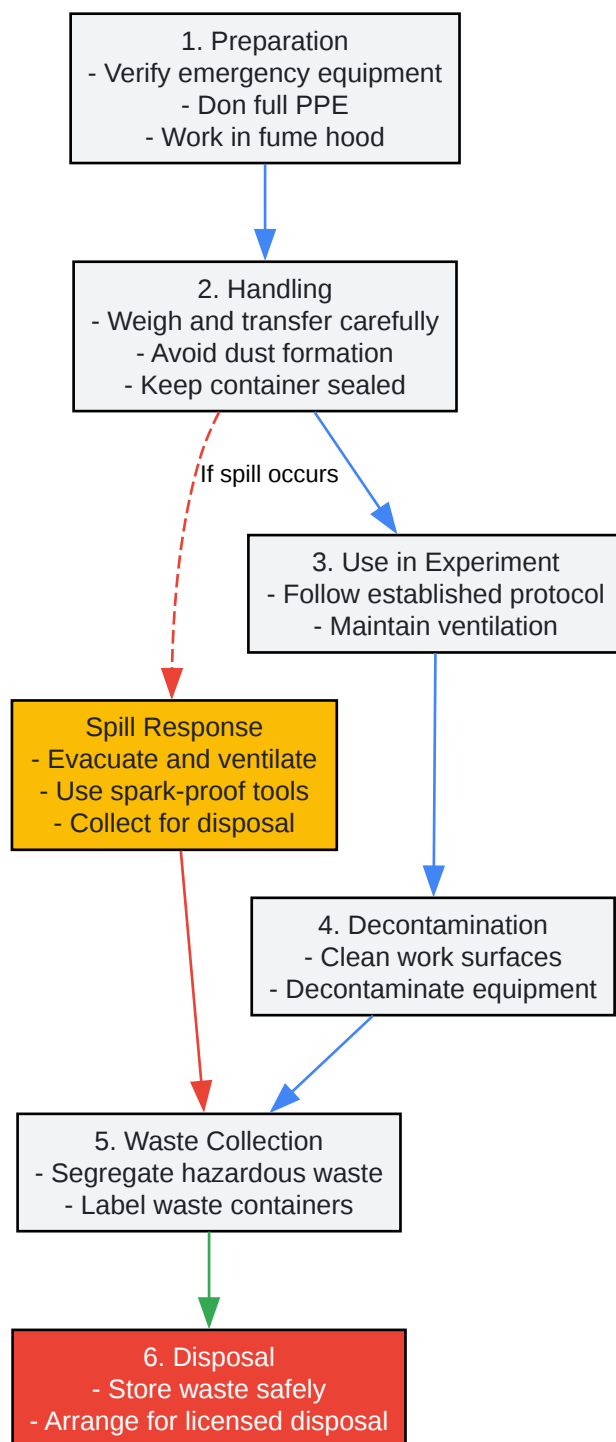 1. Preparation
- Verify emergency equipment
- Don full PPE
- Work in fume hood
2. Handling
- Weigh and transfer carefully
- Avoid dust formation
- Keep container sealed
If spill occurs
3. Use in Experiment
- Follow established protocol
- Maintain ventilation
Spill Response
- Evacuate and ventilate
- Use spark-proof tools
- Collect for disposal
4. Decontamination
- Clean work surfaces
- Decontaminate equipment
5. Waste Collection
- Segregate hazardous waste
- Label waste containers
6. Disposal
- Store waste safely
- Arrange for licensed disposal